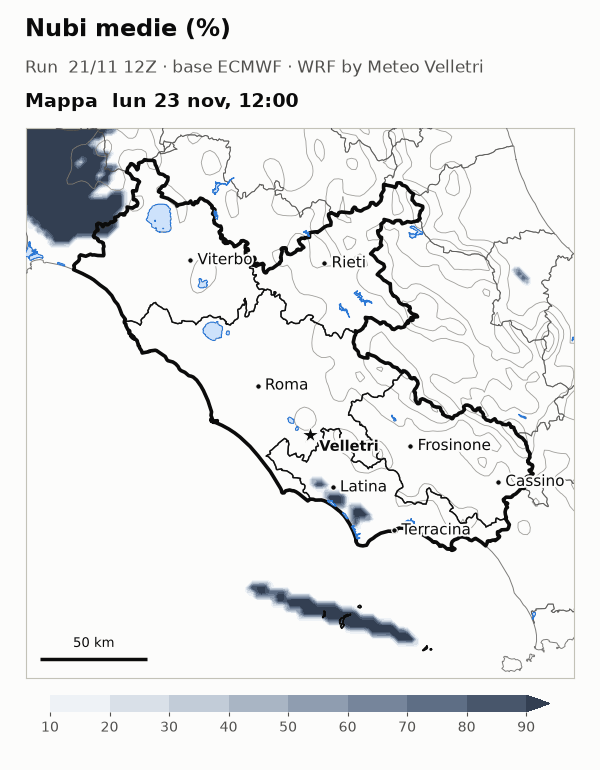 Nubi medie (%)
Run 21/11 12Z · base ECMWF · WRF by Meteo Velletri
Mappa lun 23 nov, 12:00
Viterbo
Rieti
Roma
Velletri
Frosinone
Latina
Cassino
Terracina
50 km
10 20 30 40 50 60 70 80 90